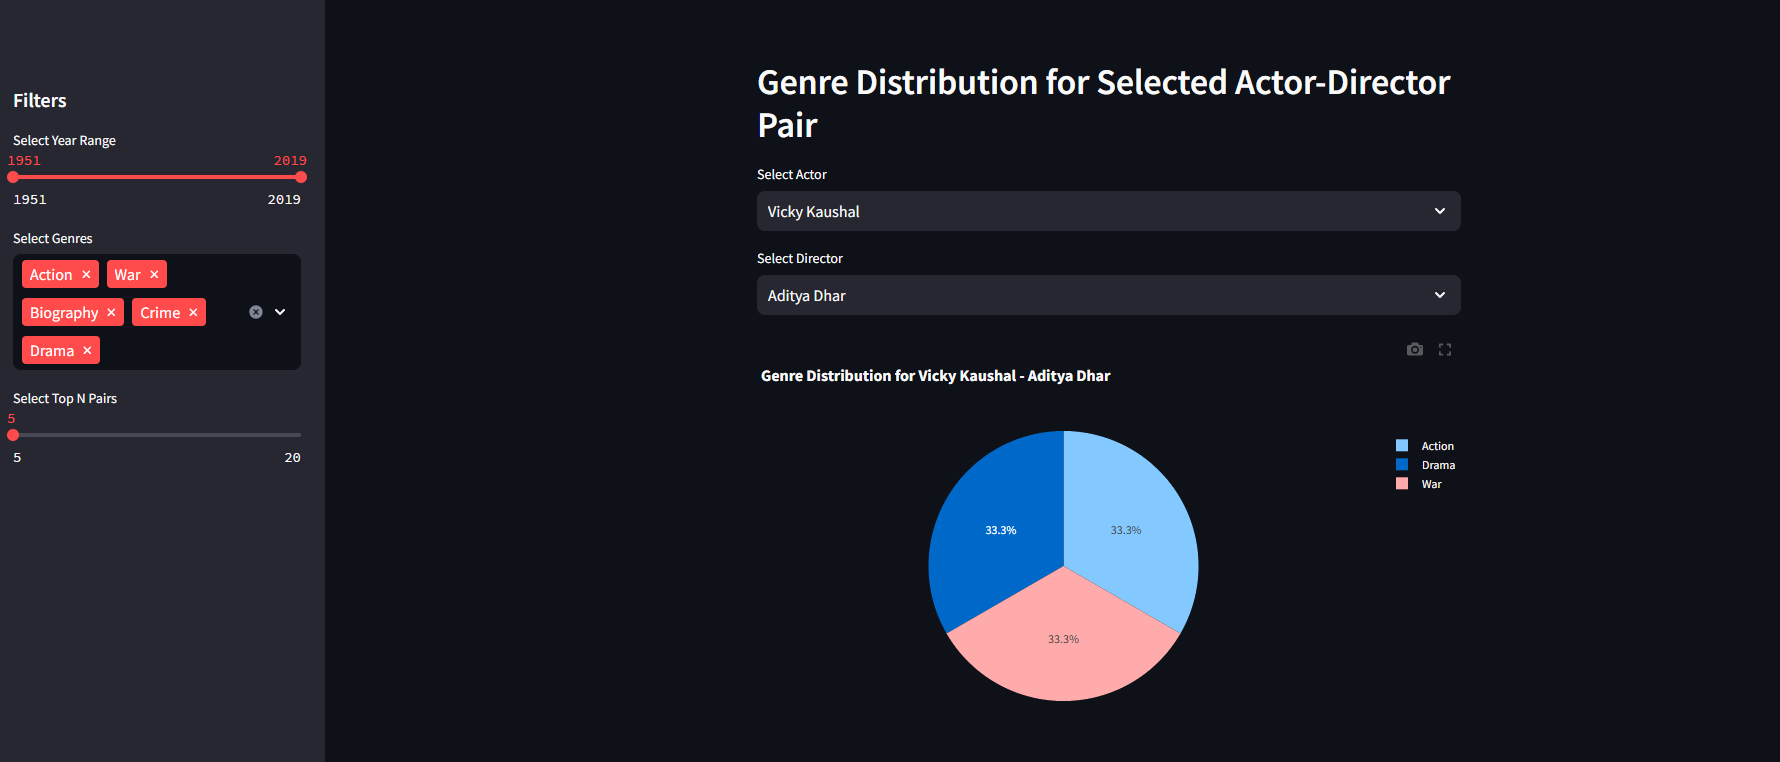 Filters
Select Year Range
1951 2019
1951 2019
Select Genres
Action × War ×
Biography × Crime ×
Drama ×
Select Top N Pairs
5
5 20
Genre Distribution for Selected Actor-Director
Pair
Select Actor
Vicky Kaushal
Select Director
Aditya Dhar
Genre Distribution for Vicky Kaushal - Aditya Dhar
33.3% 33.3%
33.3%
Action
Drama
War